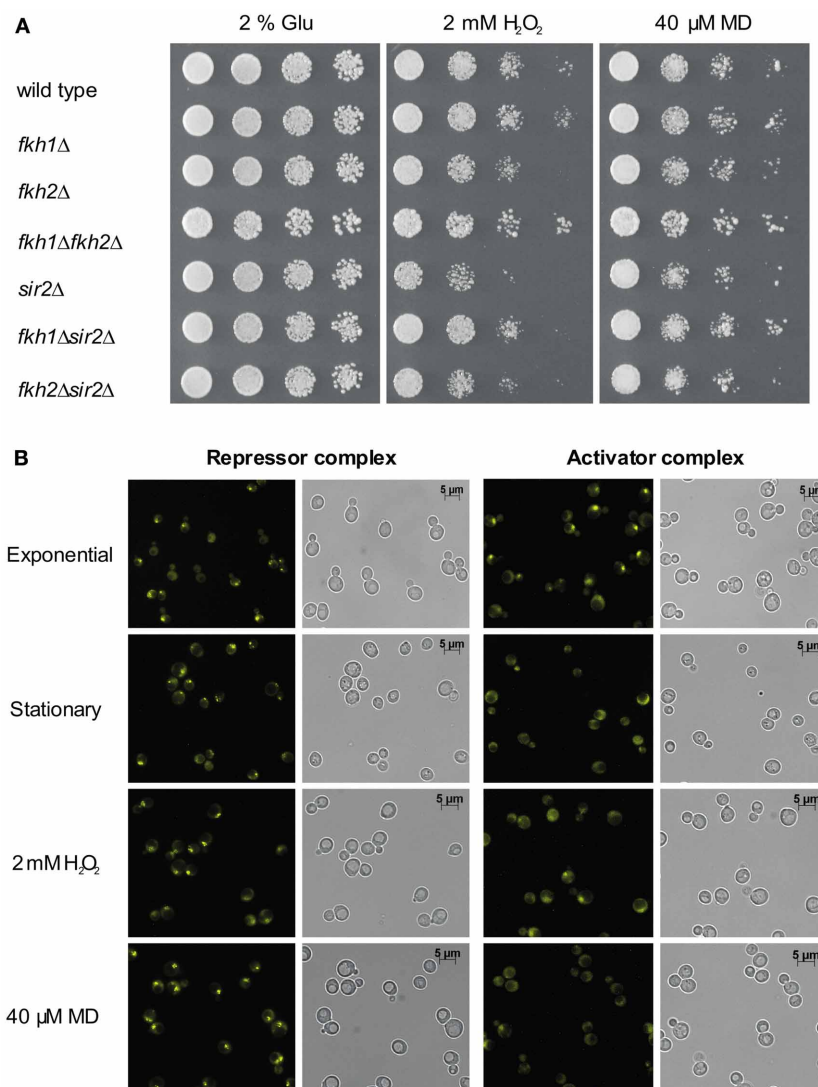 A
2 % Glu
2 mM H₂O₂
40 µM MD
wild type
fkh1Δ
fkh2Δ
fkh1Δfkh2Δ
sir2Δ
fkh1Δsir2Δ
fkh2Δsir2Δ
B
Repressor complex
Activator complex
Exponential
5 µm
5 µm
Stationary
5 µm
5 µm
2 mM H₂O₂
5 µm
5 µm
40 µM MD
5 µm
5 µm